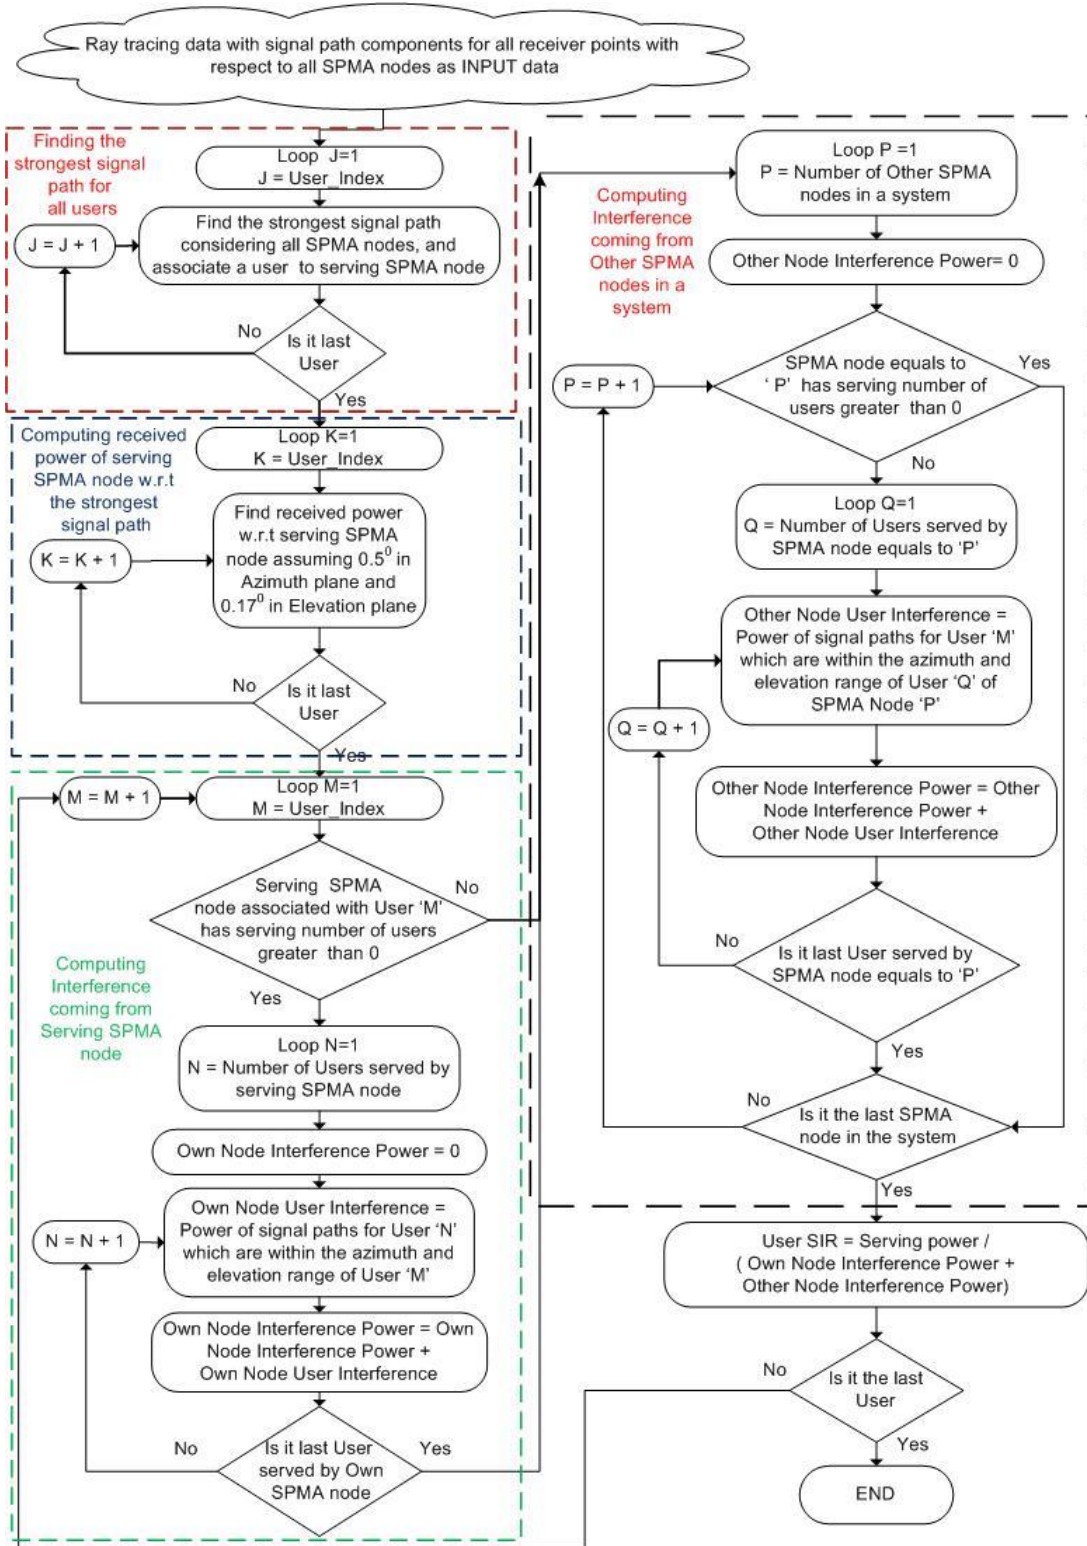 Ray tracing data with signal path components for all receiver points with
respect to all SPMA nodes as INPUT data
Finding the
strongest signal
path for
all users
Loop J=1
J = User_Index
J = J + 1
Find the strongest signal path
considering all SPMA nodes, and
associate a user to serving SPMA node
No
Is it last
User
Yes
Computing received
power of serving
SPMA node w.r.t
the strongest
signal path
Loop K=1
K = User_Index
K = K + 1
Find received power
w.r.t serving SPMA
node assuming 0.5⁰ in
Azimuth plane and
0.17⁰ in Elevation plane
No
Is it last
User
Yes
M = M + 1
Loop M=1
M = User_Index
Serving SPMA
node associated with User ‘M’
has serving number of users
greater than 0
No
Yes
Computing
Interference
coming from
Serving SPMA
node
Loop N=1
N = Number of Users served by
serving SPMA node
Own Node Interference Power = 0
N = N + 1
Own Node User Interference =
Power of signal paths for User ‘N’
which are within the azimuth and
elevation range of User ‘M’
Own Node Interference Power = Own
Node Interference Power +
Own Node User Interference
No
Is it last User
served by Own
SPMA node
Yes
Computing
Interference
coming from
Other SPMA
nodes in a
system
Loop P =1
P = Number of Other SPMA
nodes in a system
Other Node Interference Power= 0
P = P + 1
SPMA node equals to
‘ P’ has serving number of
users greater than 0
Yes
No
Loop Q=1
Q = Number of Users served by
SPMA node equals to ‘P’
Other Node User Interference =
Power of signal paths for User ‘M’
which are within the azimuth and
elevation range of User ‘Q’ of
SPMA Node ‘P’
Q = Q + 1
Other Node Interference Power = Other
Node Interference Power +
Other Node User Interference
No
Is it last User served by
SPMA node equals to ‘P’
Yes
No
Is it the last SPMA
node in the system
Yes
User SIR = Serving power /
( Own Node Interference Power +
Other Node Interference Power)
No
Is it the last
User
Yes
END